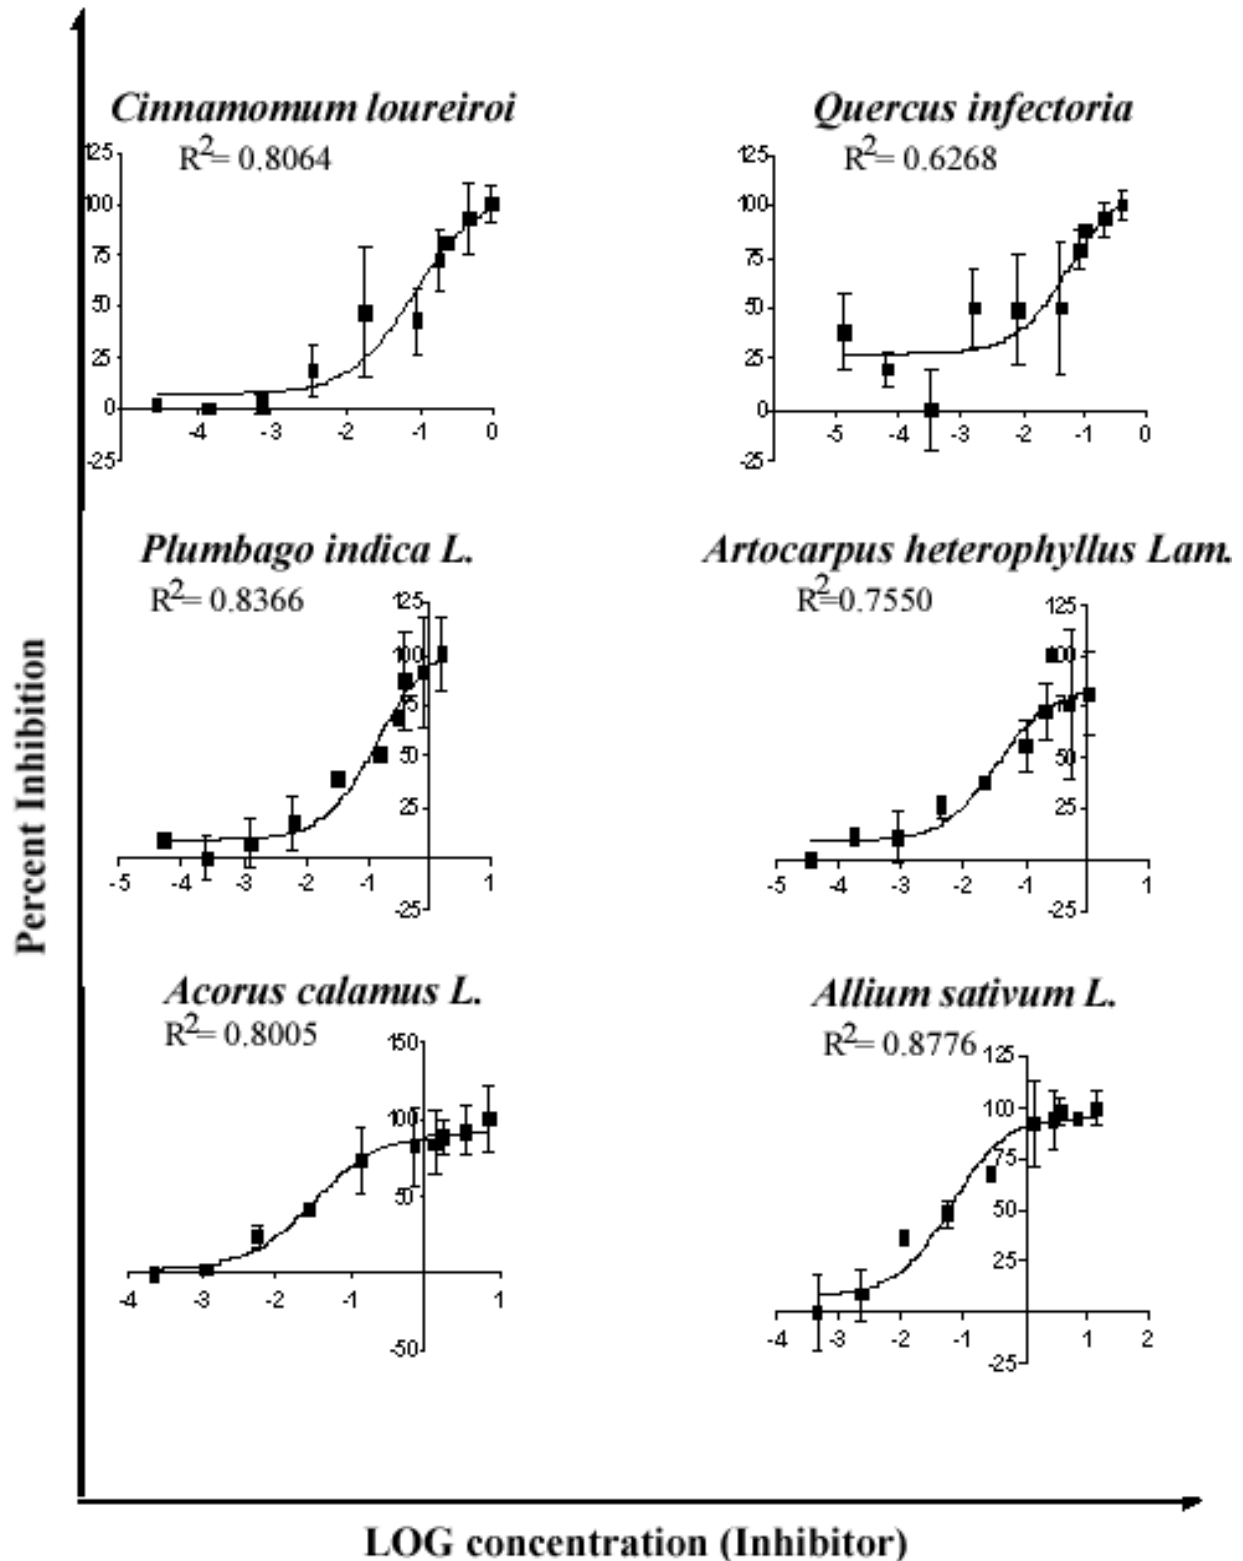 Cinnamomum loureiroi
R2= 0.8064
125
100
75
50
25
0
-25
-4 -3 -2 -1 0
Quercus infectoria
R2= 0.6268
125
100
75
50
25
0
-25
-5 -4 -3 -2 -1 0
Plumbago indica L.
R2= 0.8366
125
100
75
50
25
-25
-5 -4 -3 -2 -1 1
Artocarpus heterophyllus Lam.
R2=0.7550
125
100
75
50
25
-25
-5 -4 -3 -2 -1 1
Acorus calamus L.
R2= 0.8005
150
100
50
-50
-4 -3 -2 -1 1
Allium sativum L.
R2= 0.8776
125
100
75
50
25
-25
-4 -3 -2 -1 1 2
Percent Inhibition
LOG concentration (Inhibitor)